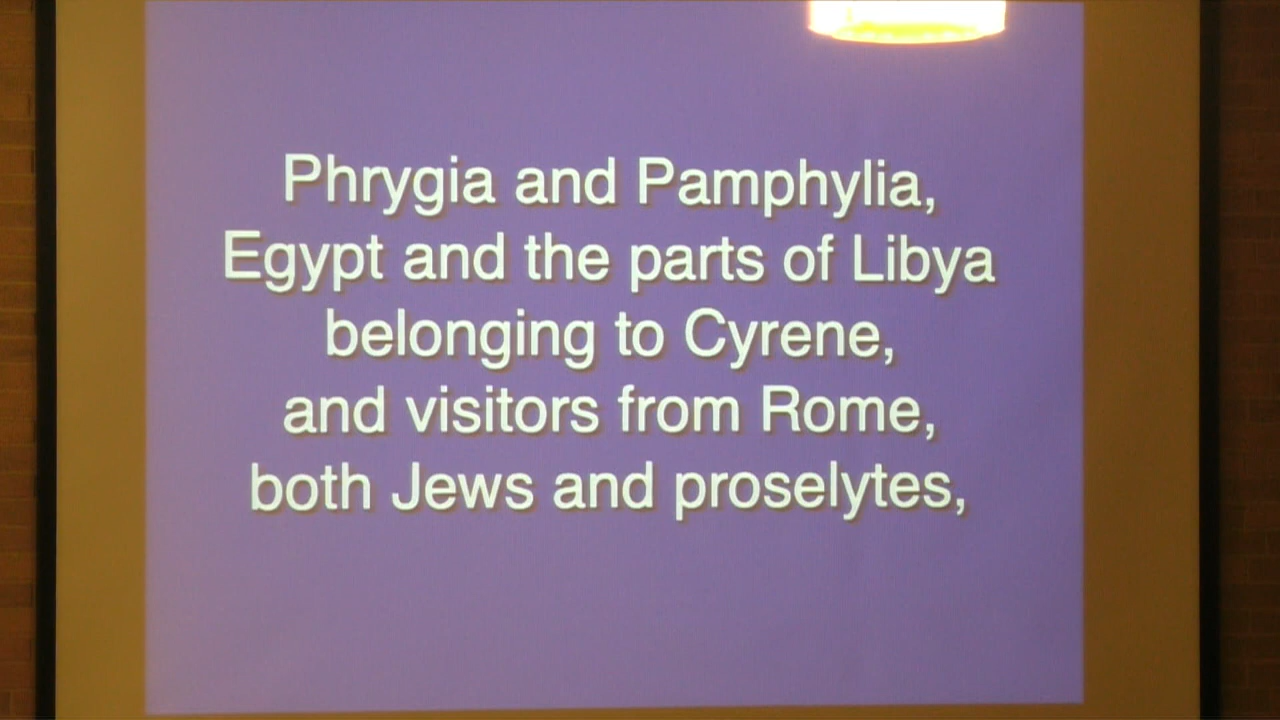 Phrygia and Pamphylia,
Egypt and the parts of Libya
belonging to Cyrene,
and visitors from Rome,
both Jews and proselytes,